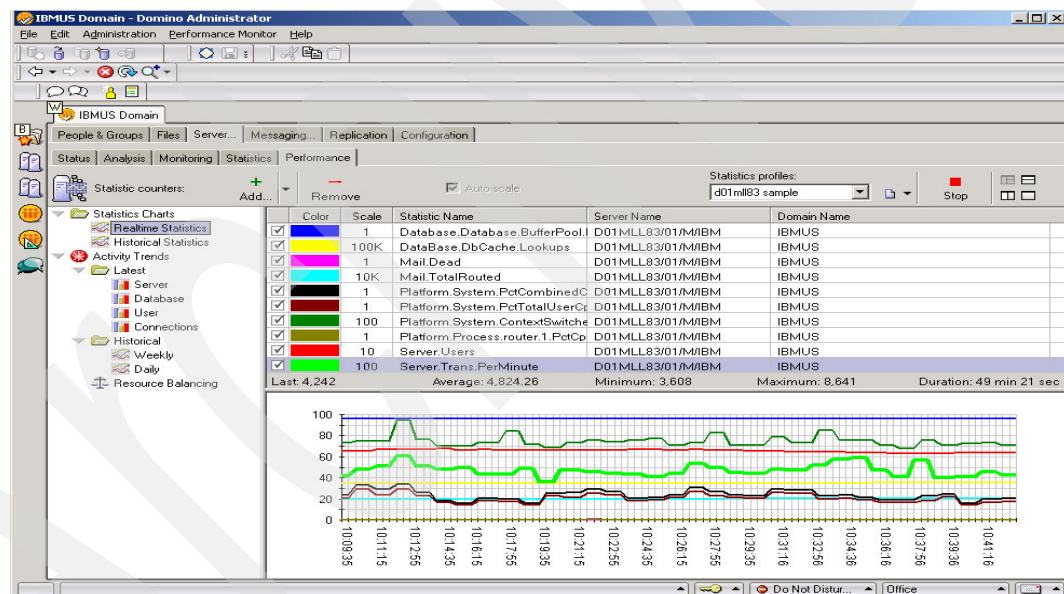 IBMUS Domain - Domino Administrator
File Edit Administration Performance Monitor Help
W
IBMUS Domain
B
People & Groups Files Server... Messaging... Replication Configuration
Status Analysis Monitoring Statistics Performance
Statistic counters: Add... Remove Auto-scale
Statistics profiles:
d01mll83 sample
Stop
Statistics Charts
Realtime Statistics
Historical Statistics
Activity Trends
Latest
Server
Database
User
Connections
Historical
Weekly
Daily
Resource Balancing
Color Scale Statistic Name Server Name Domain Name
1 Database.Database.BufferPool. D01MLL83/01/M/IBM IBMUS
100K DataBase.DbCache.Lookups D01MLL83/01/M/IBM IBMUS
1 Mail.Dead D01MLL83/01/M/IBM IBMUS
10K Mail.TotalRouted D01MLL83/01/M/IBM IBMUS
1 Platform.System.PctCombinedC D01MLL83/01/M/IBM IBMUS
1 Platform.System.PctTotalUserCp D01MLL83/01/M/IBM IBMUS
100 Platform.System.ContextSwitche D01MLL83/01/M/IBM IBMUS
1 Platform.Process.router.1.PctCp D01MLL83/01/M/IBM IBMUS
10 Server.Users D01MLL83/01/M/IBM IBMUS
100 Server.Trans.PerMinute D01MLL83/01/M/IBM IBMUS
Last: 4,242 Average: 4,824.26 Minimum: 3,608 Maximum: 8,641 Duration: 49 min 21 sec
100
80
60
40
20
0
10:09:35 10:11:15 10:12:55 10:14:35 10:16:15 10:17:55 10:19:35 10:21:15 10:22:55 10:24:35 10:26:15 10:27:55 10:29:35 10:31:16 10:32:56 10:34:36 10:36:16 10:37:56 10:39:36 10:41:16
Do Not Distur... Office